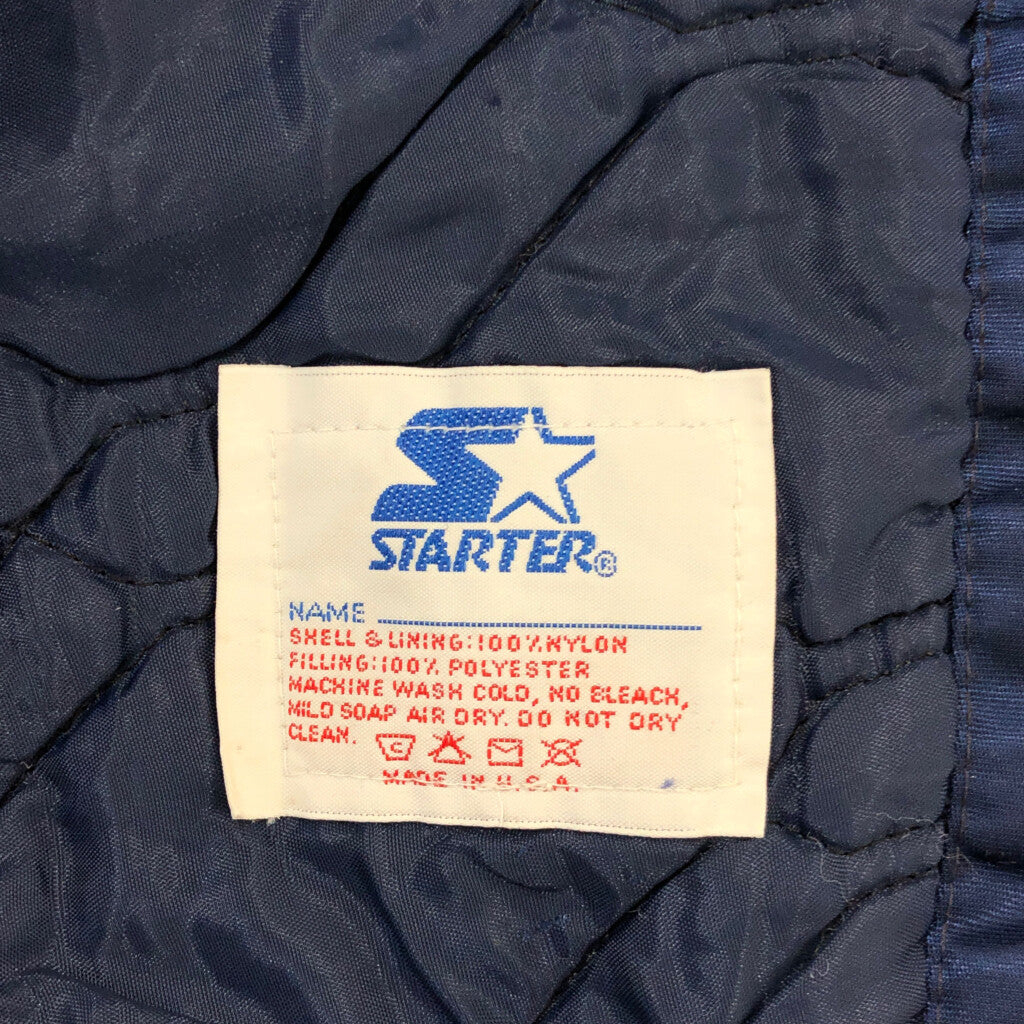 STARTER®
NAME
SHELL & LINING:100% NYLON
FILLING:100% POLYESTER
MACHINE WASH COLD, NO BLEACH,
MILD SOAP AIR DRY. DO NOT DRY
CLEAN.
MADE IN U.S.A.